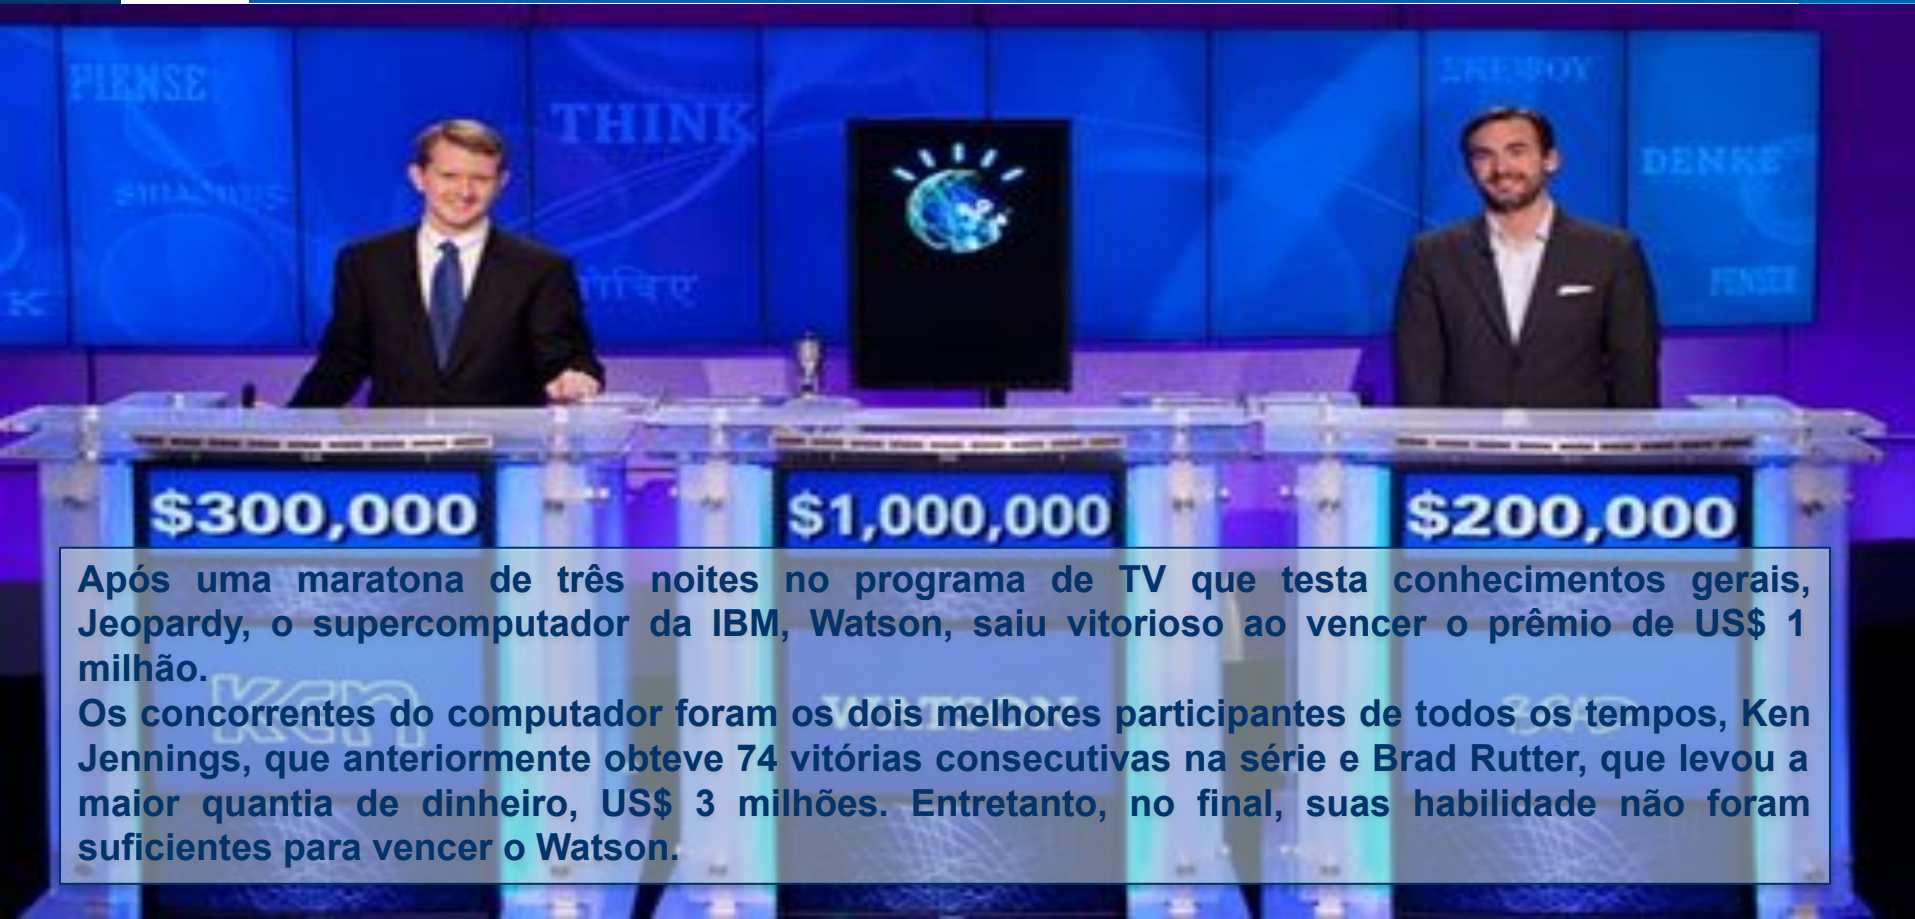 PIENSE
THINK
DENKE
PENSER
K
$300,000
$1,000,000
$200,000
Após uma maratona de três noites no programa de TV que testa conhecimentos gerais,
Jeopardy, o supercomputador da IBM, Watson, saiu vitorioso ao vencer o prêmio de US$ 1
milhão.
Os concorrentes do computador foram os dois melhores participantes de todos os tempos, Ken
Jennings, que anteriormente obteve 74 vitórias consecutivas na série e Brad Rutter, que levou a
maior quantia de dinheiro, US$ 3 milhões. Entretanto, no final, suas habilidade não foram
suficientes para vencer o Watson.
Ken
WATSON